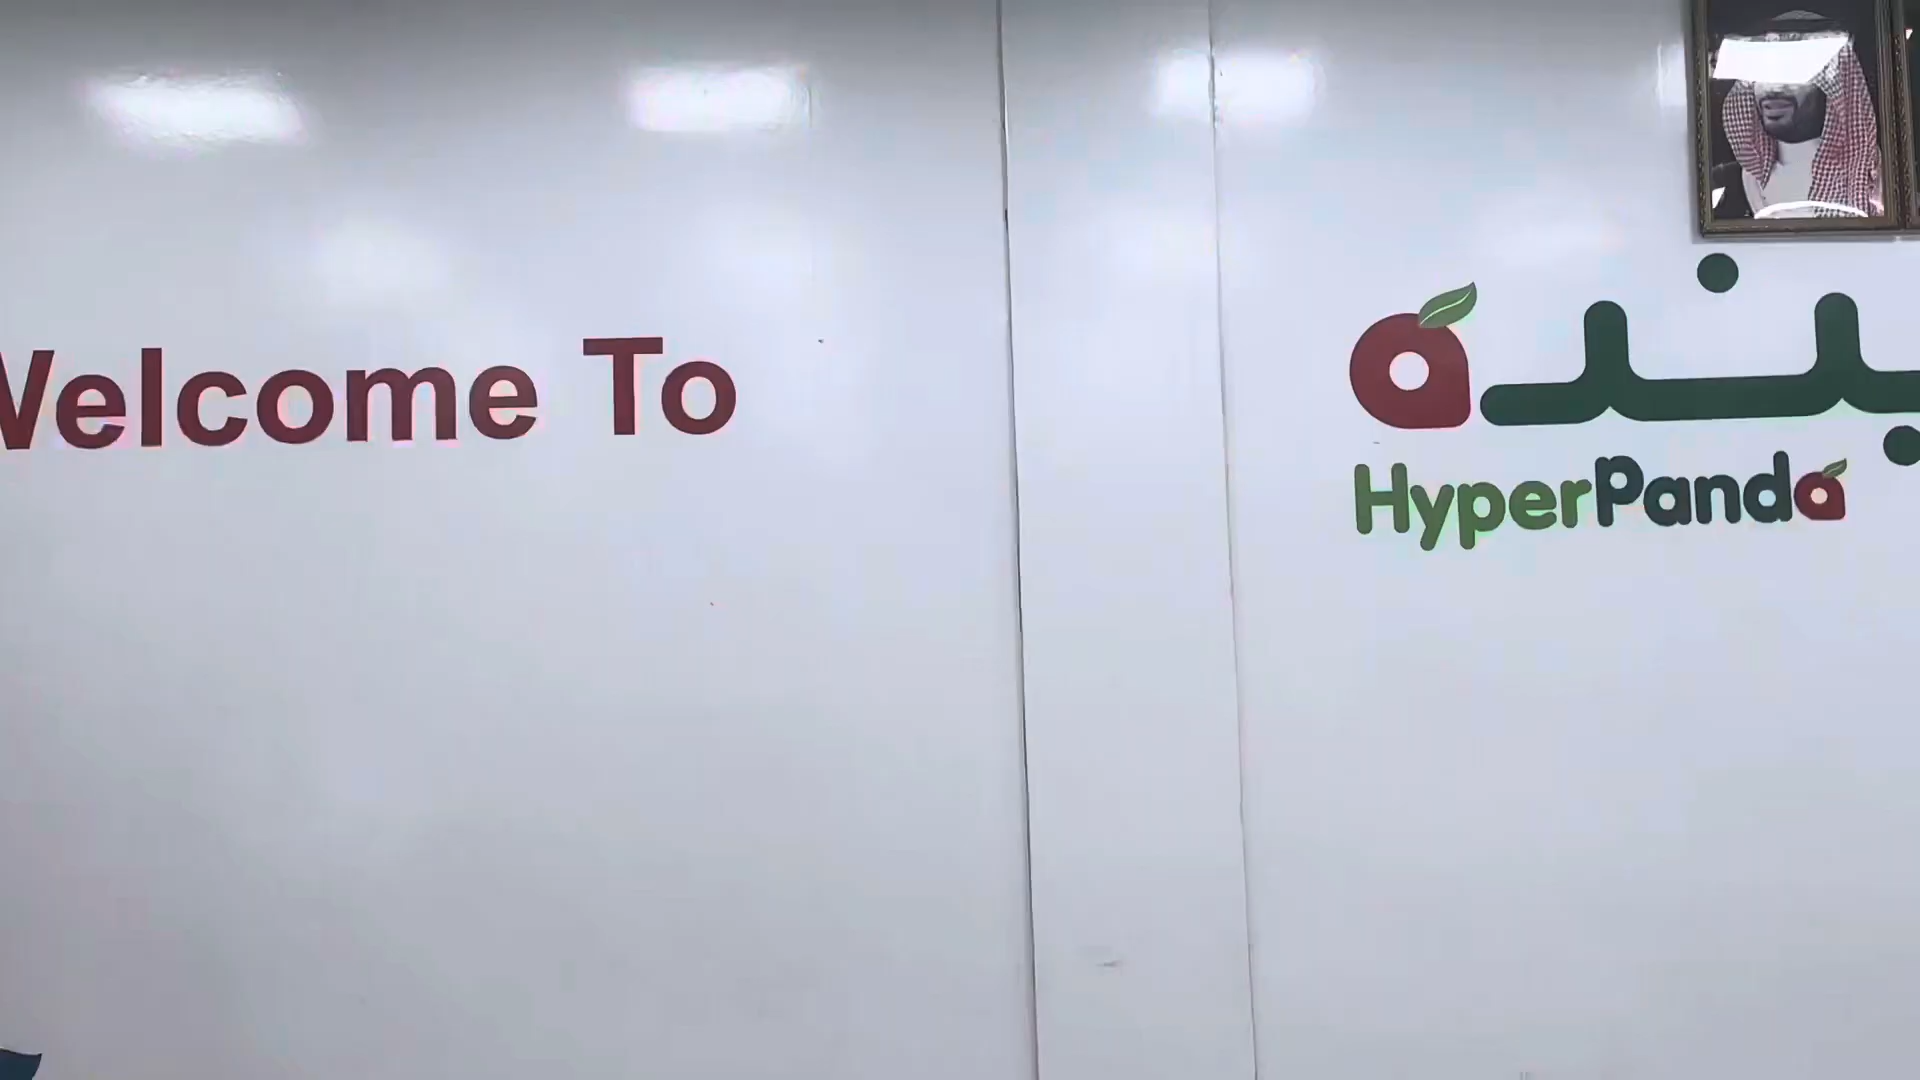 Welcome To
بنده
HyperPanda